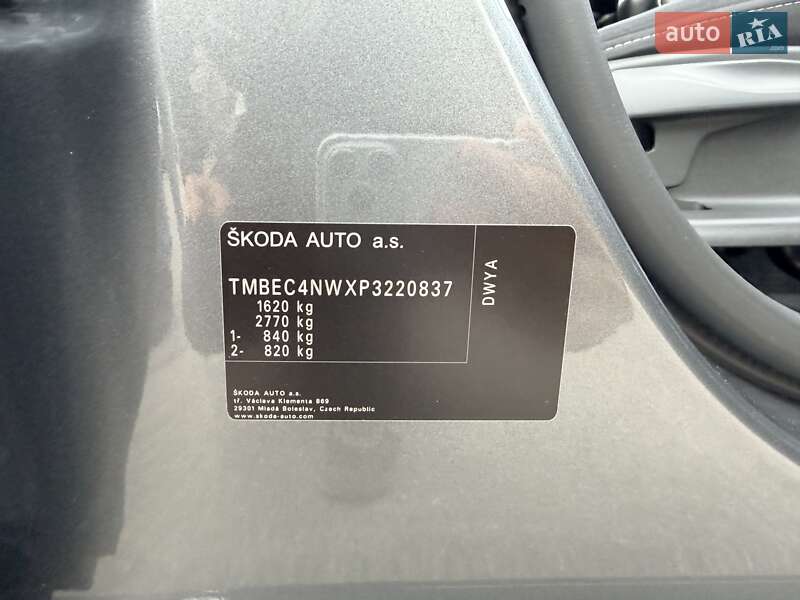 auto RIA
.com
ŠKODA AUTO a.s.
TMBEC4NWXP3220837
1620 kg
2770 kg
1- 840 kg
2- 820 kg
DWYA
ŠKODA AUTO a.s.
tř. Václava Klementa 869
29301 Mladá Boleslav, Czech Republic
www.skoda-auto.com